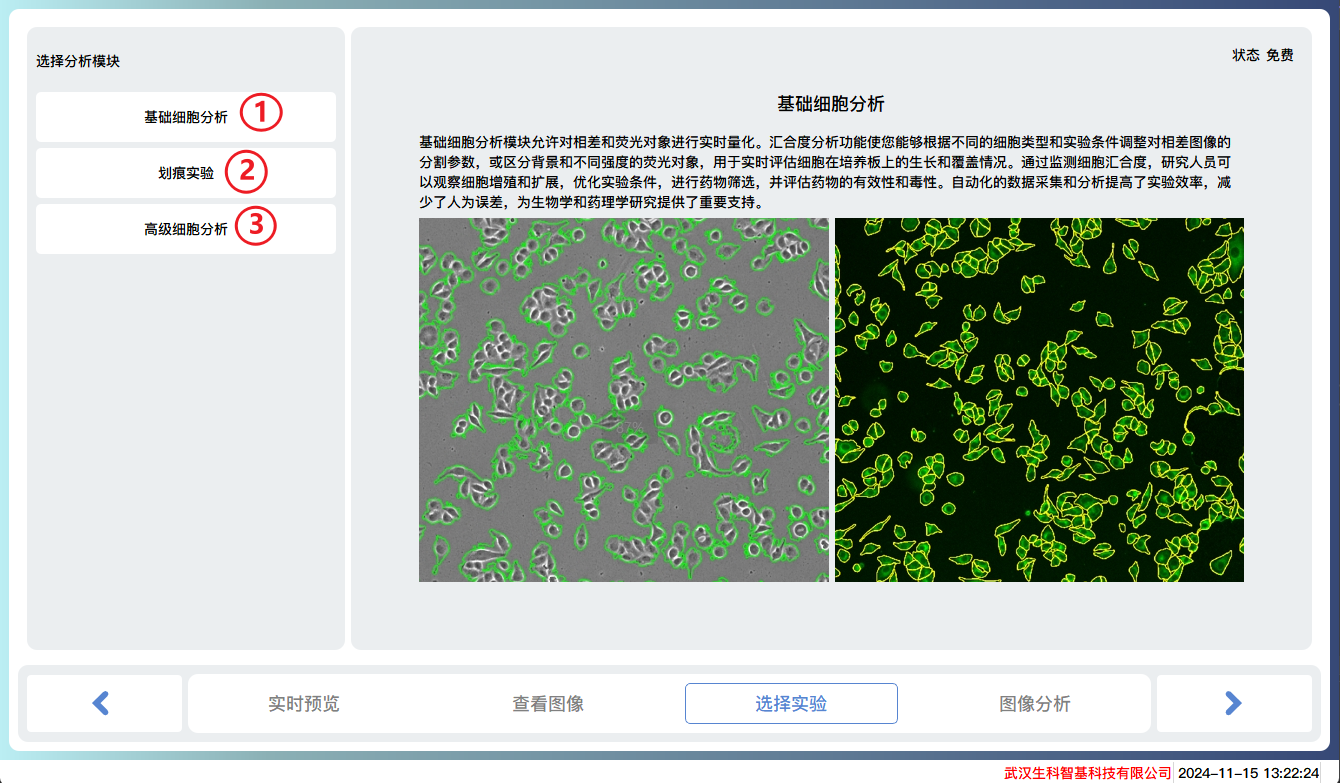 选择分析模块
基础细胞分析 ①
划痕实验 ②
高级细胞分析 ③
状态 免费
基础细胞分析
基础细胞分析模块允许对相差和荧光对象进行实时量化。汇合度分析功能使您能够根据不同的细胞类型和实验条件调整对相差图像的
分割参数，或区分背景和不同强度的荧光对象，用于实时评估细胞在培养板上的生长和覆盖情况。通过监测细胞汇合度，研究人员可
以观察细胞增殖和扩展，优化实验条件，进行药物筛选，并评估药物的有效性和毒性。自动化的数据采集和分析提高了实验效率，减
少了人为误差，为生物学和药理学研究提供了重要支持。
实时预览
查看图像
选择实验
图像分析
武汉生科智基科技有限公司 2024-11-15 13:22:24